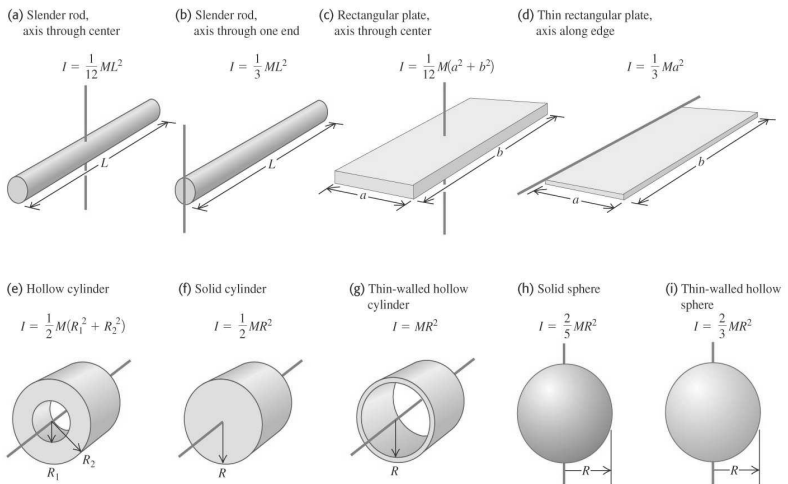 (a) Slender rod,
axis through center
I = 1/12 ML²
L
(b) Slender rod,
axis through one end
I = 1/3 ML²
L
(c) Rectangular plate,
axis through center
I = 1/12 M(a² + b²)
b
a
(d) Thin rectangular plate,
axis along edge
I = 1/3 Ma²
b
a
(e) Hollow cylinder
I = 1/2 M(R₁² + R₂²)
R₁
R₂
(f) Solid cylinder
I = 1/2 MR²
R
(g) Thin-walled hollow
cylinder
I = MR²
R
(h) Solid sphere
I = 2/5 MR²
R
(i) Thin-walled hollow
sphere
I = 2/3 MR²
R